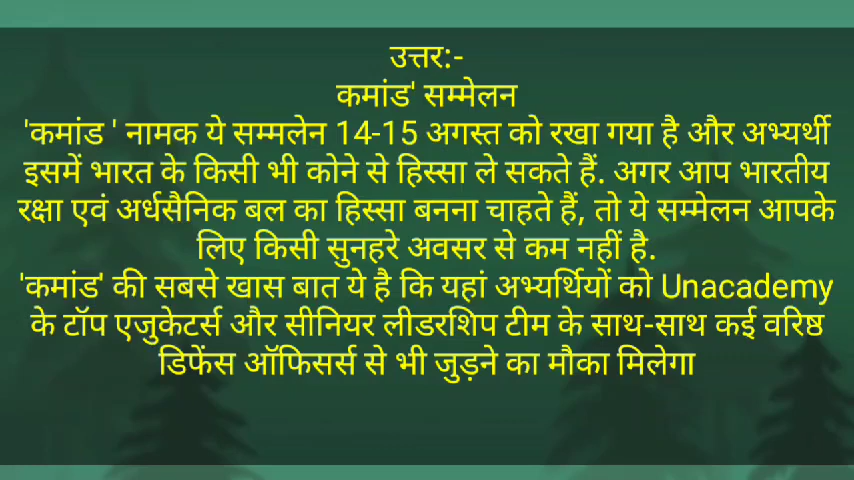 उत्तर:-
कमांड' सम्मेलन
'कमांड ' नामक ये सम्मलेन 14-15 अगस्त को रखा गया है और अभ्यर्थी
इसमें भारत के किसी भी कोने से हिस्सा ले सकते हैं. अगर आप भारतीय
रक्षा एवं अर्धसैनिक बल का हिस्सा बनना चाहते हैं, तो ये सम्मेलन आपके
लिए किसी सुनहरे अवसर से कम नहीं है.
'कमांड' की सबसे खास बात ये है कि यहां अभ्यर्थियों को Unacademy
के टॉप एजुकेटर्स और सीनियर लीडरशिप टीम के साथ-साथ कई वरिष्ठ
डिफेंस ऑफिसर्स से भी जुड़ने का मौका मिलेगा